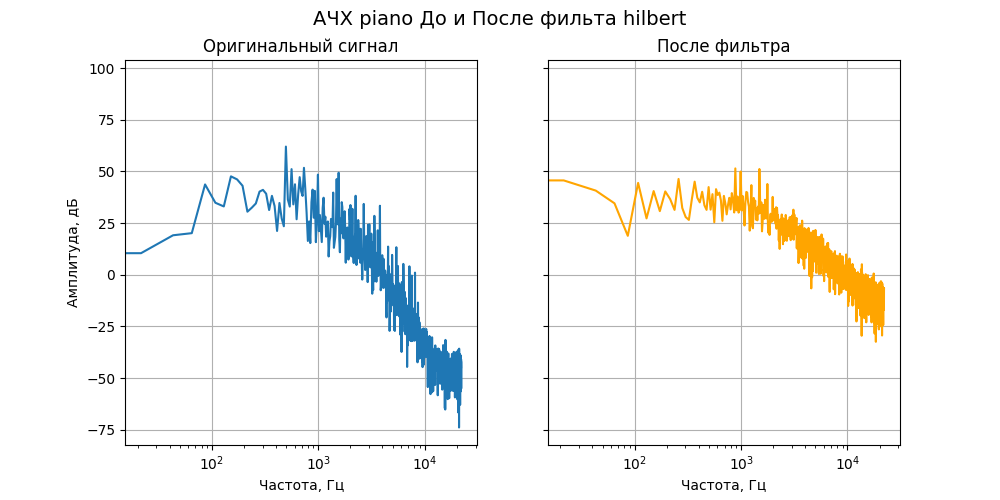 АЧХ piano До и После фильта hilbert
Оригинальный сигнал
После фильтра
100
75
50
25
0
−25
−50
−75
Амплитуда, дБ
10²
10³
10⁴
Частота, Гц
10²
10³
10⁴
Частота, Гц